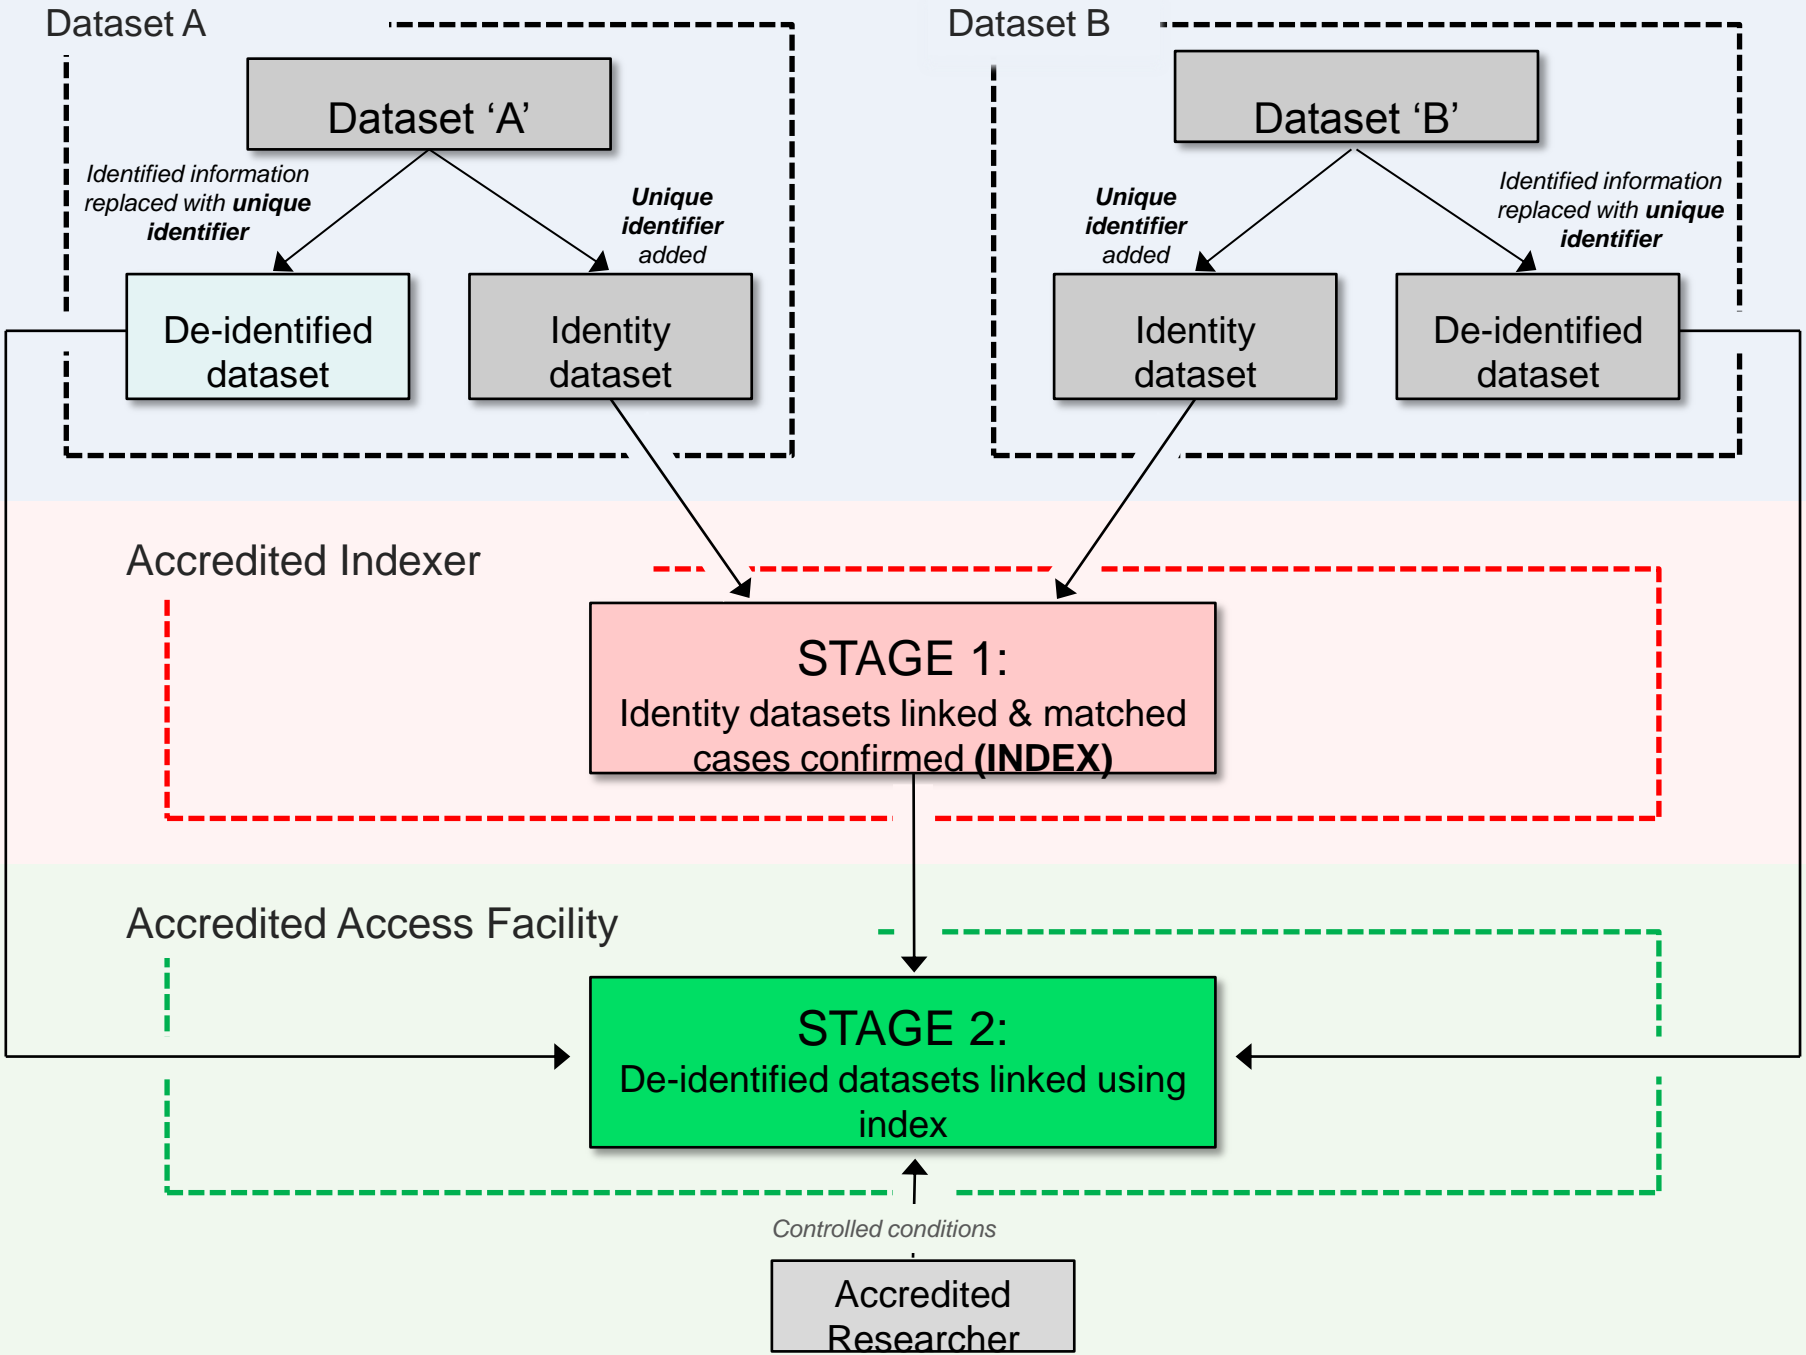 Dataset A
Dataset B
Dataset ‘A’
Dataset ‘B’
Identified information
replaced with unique
identifier
Unique
identifier
added
Unique
identifier
added
Identified information
replaced with unique
identifier
De-identified
dataset
Identity
dataset
Identity
dataset
De-identified
dataset
Accredited Indexer
STAGE 1:
Identity datasets linked & matched
cases confirmed (INDEX)
Accredited Access Facility
STAGE 2:
De-identified datasets linked using
index
Controlled conditions
Accredited
Researcher